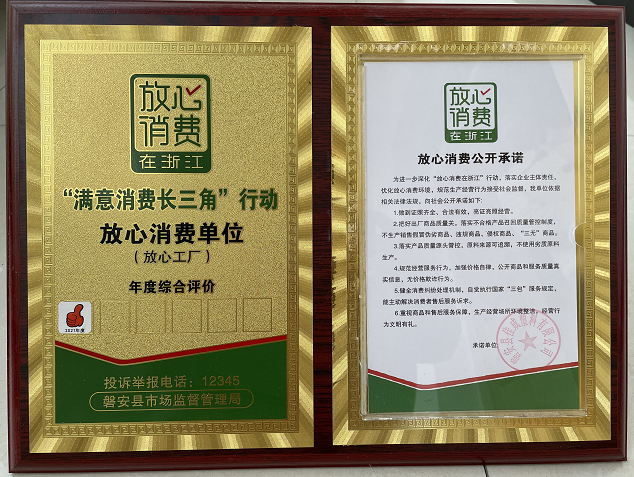 放心
消费
在浙江
“满意消费长三角”行动
放心消费单位
（放心工厂）
年度综合评价
2021年度
投诉举报电话：12345
磐安县市场监督管理局
放心
消费
在浙江
放心消费公开承诺
为进一步深化“放心消费在浙江”行动，落实企业主体责任，
优化放心消费环境，规范生产经营行为接受社会监督，我单位依据
相关法律法规，向社会公开承诺如下：
1.做到证照齐全、合法有效，亮证亮照经营。
2.把好出厂商品质量关，落实不合格产品召回质量管控制度，
不生产销售假冒伪劣商品、违规商品、侵权商品、“三无”商品；
3.落实产品质量源头管控，原料来源可追溯，不使用劣质原料
生产。
4.规范经营服务行为，加强价格自律，公开商品和服务质量真
实信息，无价格欺诈行为。
5.健全消费纠纷处理机制，自觉执行国家“三包”服务规定，
能主动解决消费者售后服务诉求。
6.重视商品和售后服务保障，生产经营场所环境整洁，经营行
为文明有礼。
承诺单位